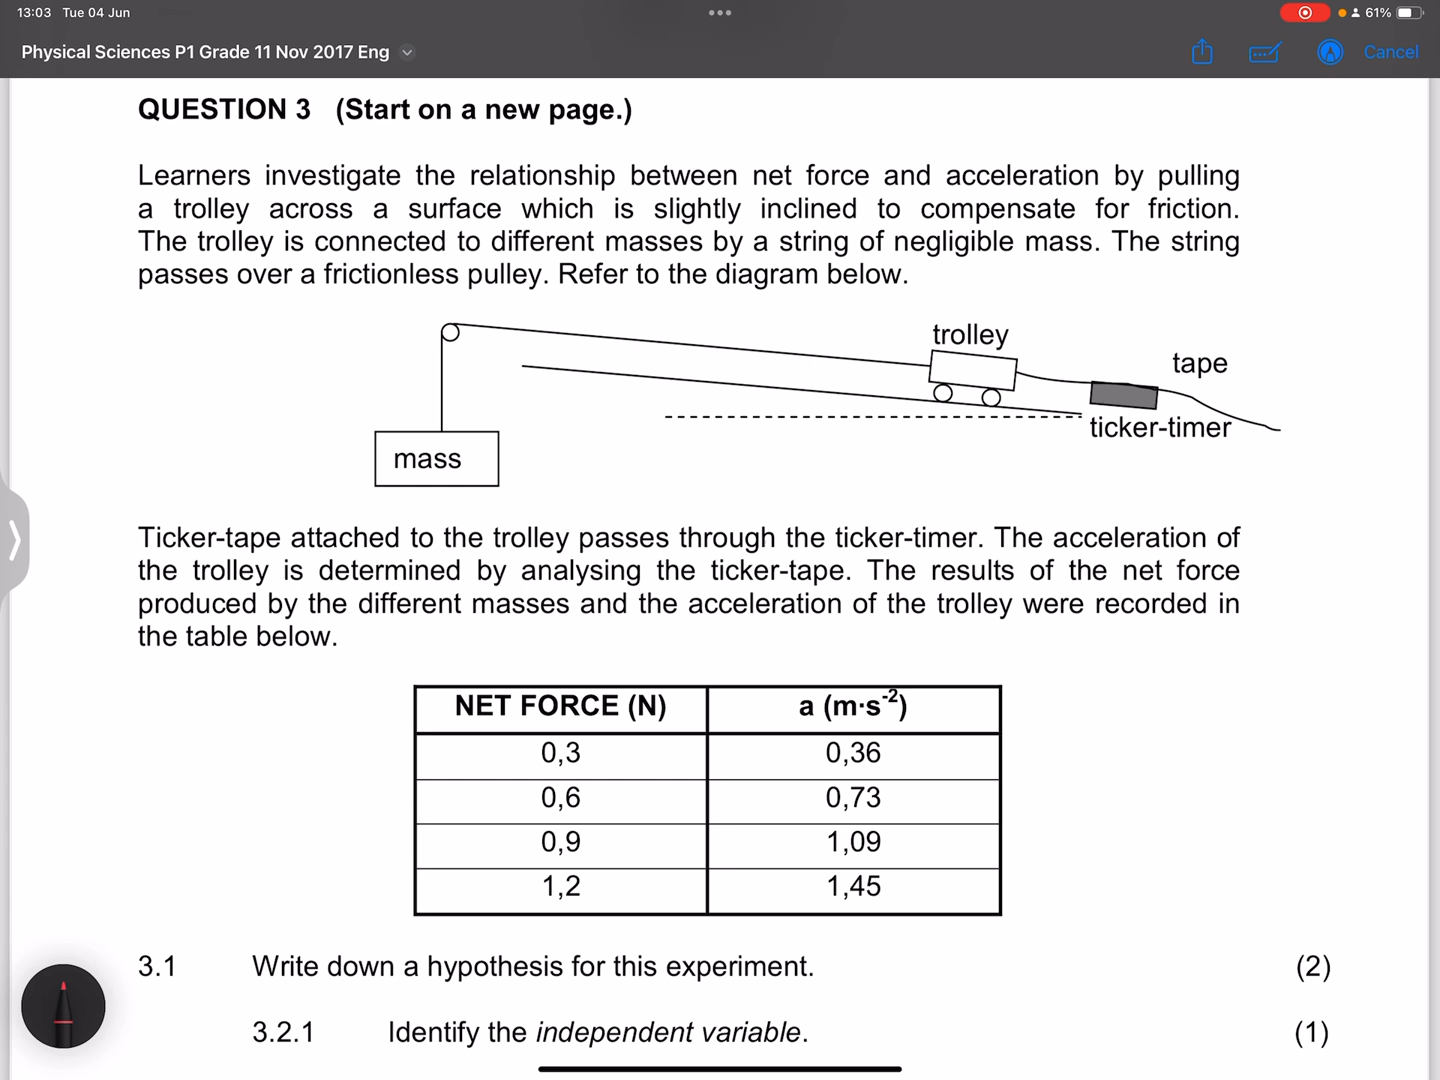 13:03 Tue 04 Jun
61%
Physical Sciences P1 Grade 11 Nov 2017 Eng
Cancel
QUESTION 3 (Start on a new page.)
Learners investigate the relationship between net force and acceleration by pulling
a trolley across a surface which is slightly inclined to compensate for friction.
The trolley is connected to different masses by a string of negligible mass. The string
passes over a frictionless pulley. Refer to the diagram below.
trolley
tape
ticker-timer
mass
Ticker-tape attached to the trolley passes through the ticker-timer. The acceleration of
the trolley is determined by analysing the ticker-tape. The results of the net force
produced by the different masses and the acceleration of the trolley were recorded in
the table below.
NET FORCE (N) a (m·s⁻²)
0,3 0,36
0,6 0,73
0,9 1,09
1,2 1,45
3.1 Write down a hypothesis for this experiment. (2)
3.2.1 Identify the independent variable. (1)